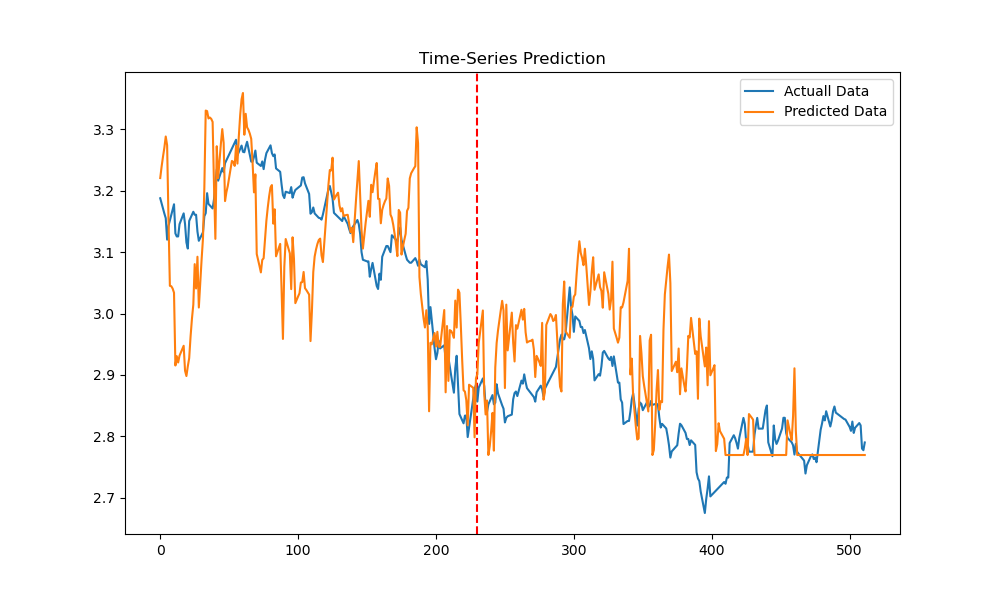 Time-Series Prediction
Actuall Data
Predicted Data
3.3
3.2
3.1
3.0
2.9
2.8
2.7
0 100 200 300 400 500